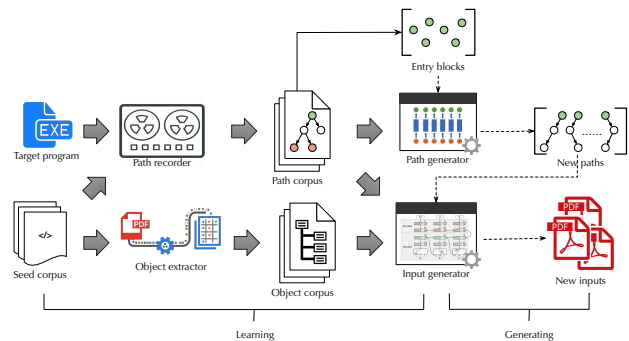 Entry blocks
EXE
Target program
Path recorder
Path corpus
Path generator
New paths
</>
Seed corpus
PDF
Object extractor
Object corpus
Input generator
PDF
PDF
New inputs
Learning
Generating